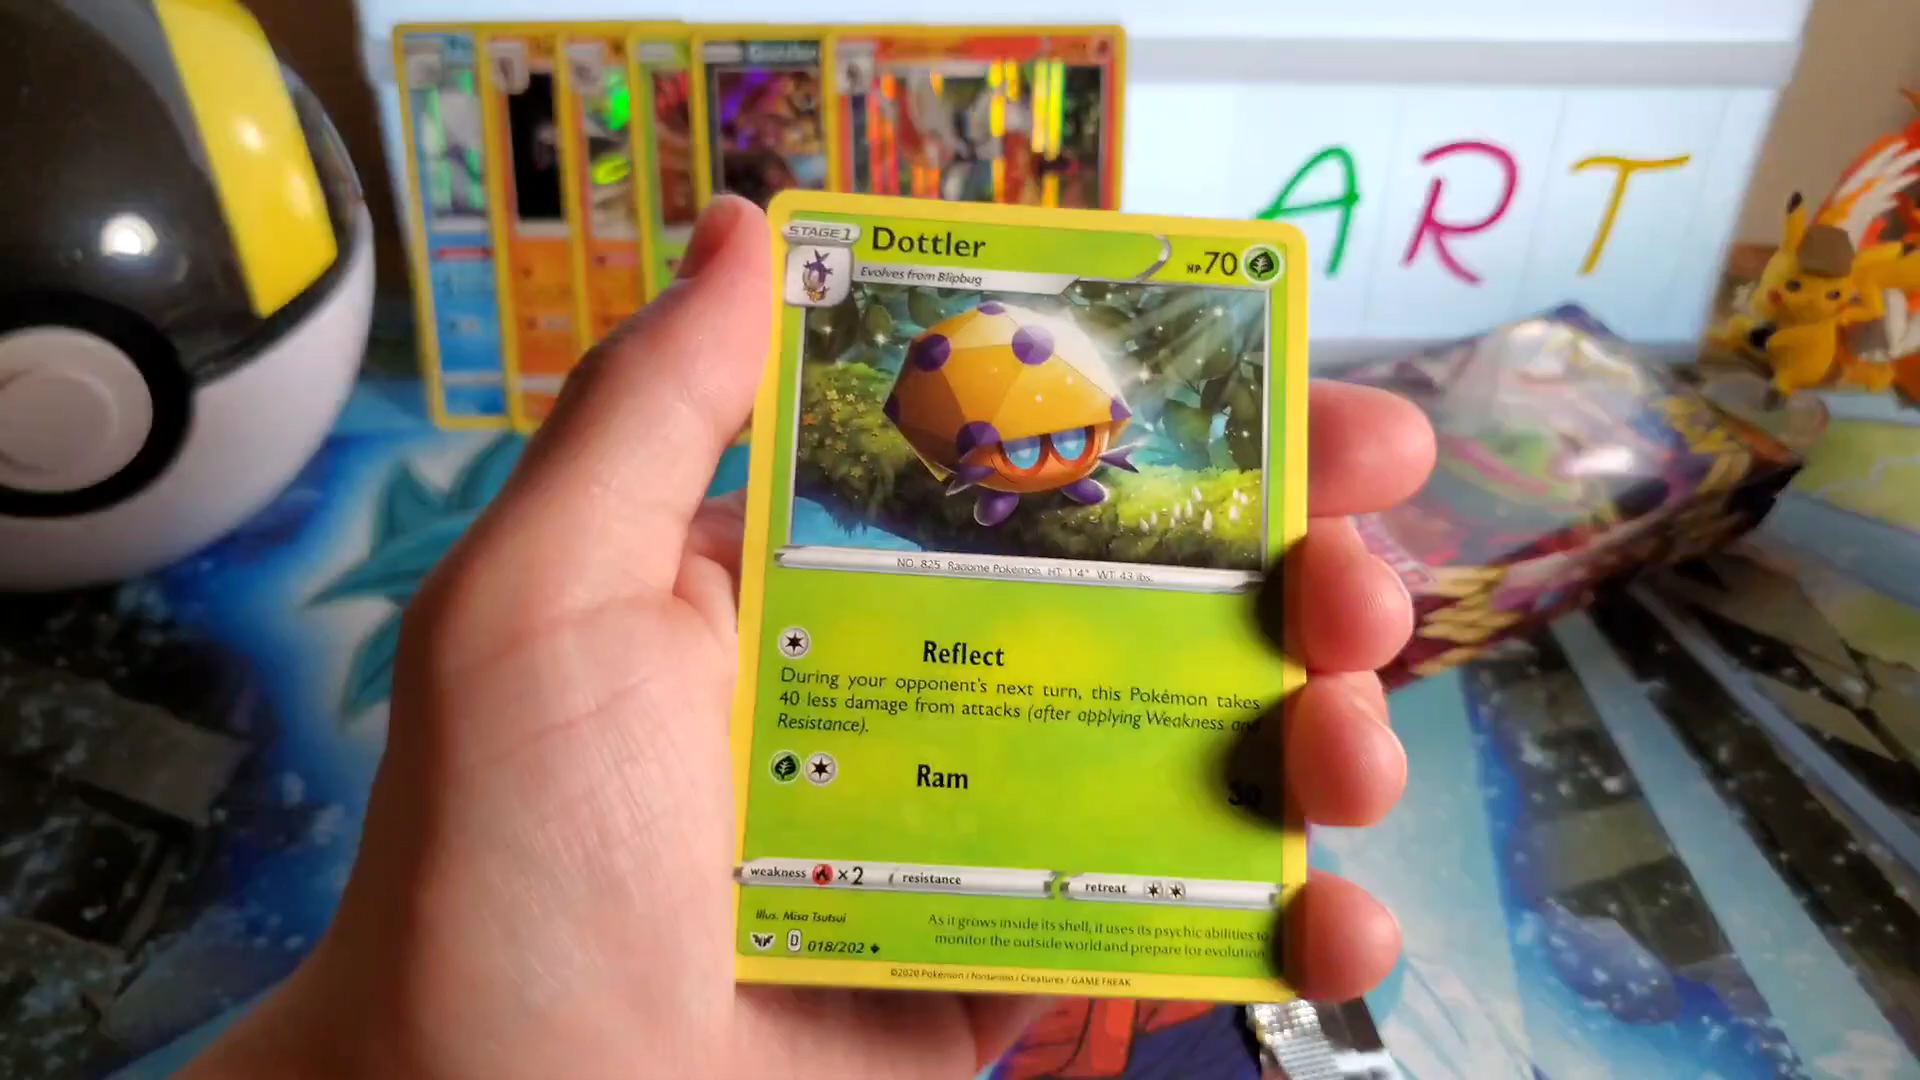 ART
STAGE 1 Dottler HP 70
Evolves from Blipbug
NO. 825 Radome Pokémon HT: 1'4" WT: 43 lbs.
Reflect
During your opponent's next turn, this Pokémon takes
40 less damage from attacks (after applying Weakness and
Resistance).
Ram 30
weakness ×2 resistance retreat
Illus. Misa Tsutsui
As it grows inside its shell, it uses its psychic abilities to
monitor the outside world and prepare for evolution.
D 018/202
©2020 Pokémon / Nintendo / Creatures / GAME FREAK